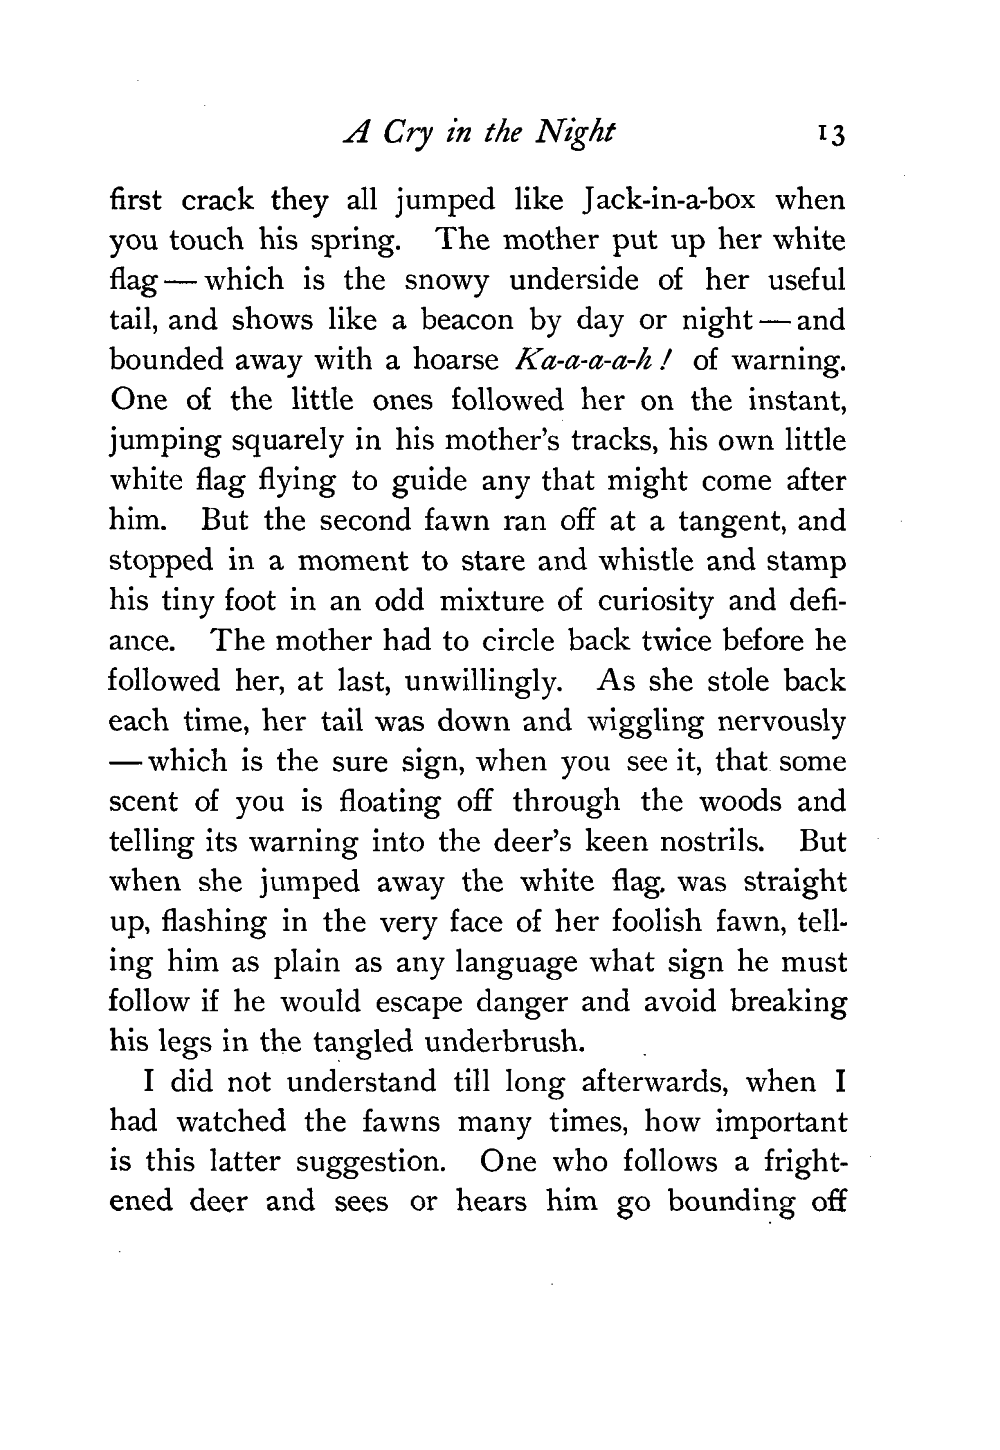 A Cry in the Night 13
first crack they all jumped like Jack-in-a-box when
you touch his spring. The mother put up her white
flag — which is the snowy underside of her useful
tail, and shows like a beacon by day or night — and
bounded away with a hoarse Ka-a-a-a-h! of warning.
One of the little ones followed her on the instant,
jumping squarely in his mother's tracks, his own little
white flag flying to guide any that might come after
him. But the second fawn ran off at a tangent, and
stopped in a moment to stare and whistle and stamp
his tiny foot in an odd mixture of curiosity and defi-
ance. The mother had to circle back twice before he
followed her, at last, unwillingly. As she stole back
each time, her tail was down and wiggling nervously
— which is the sure sign, when you see it, that some
scent of you is floating off through the woods and
telling its warning into the deer's keen nostrils. But
when she jumped away the white flag. was straight
up, flashing in the very face of her foolish fawn, tell-
ing him as plain as any language what sign he must
follow if he would escape danger and avoid breaking
his legs in the tangled underbrush.
I did not understand till long afterwards, when I
had watched the fawns many times, how important
is this latter suggestion. One who follows a fright-
ened deer and sees or hears him go bounding off